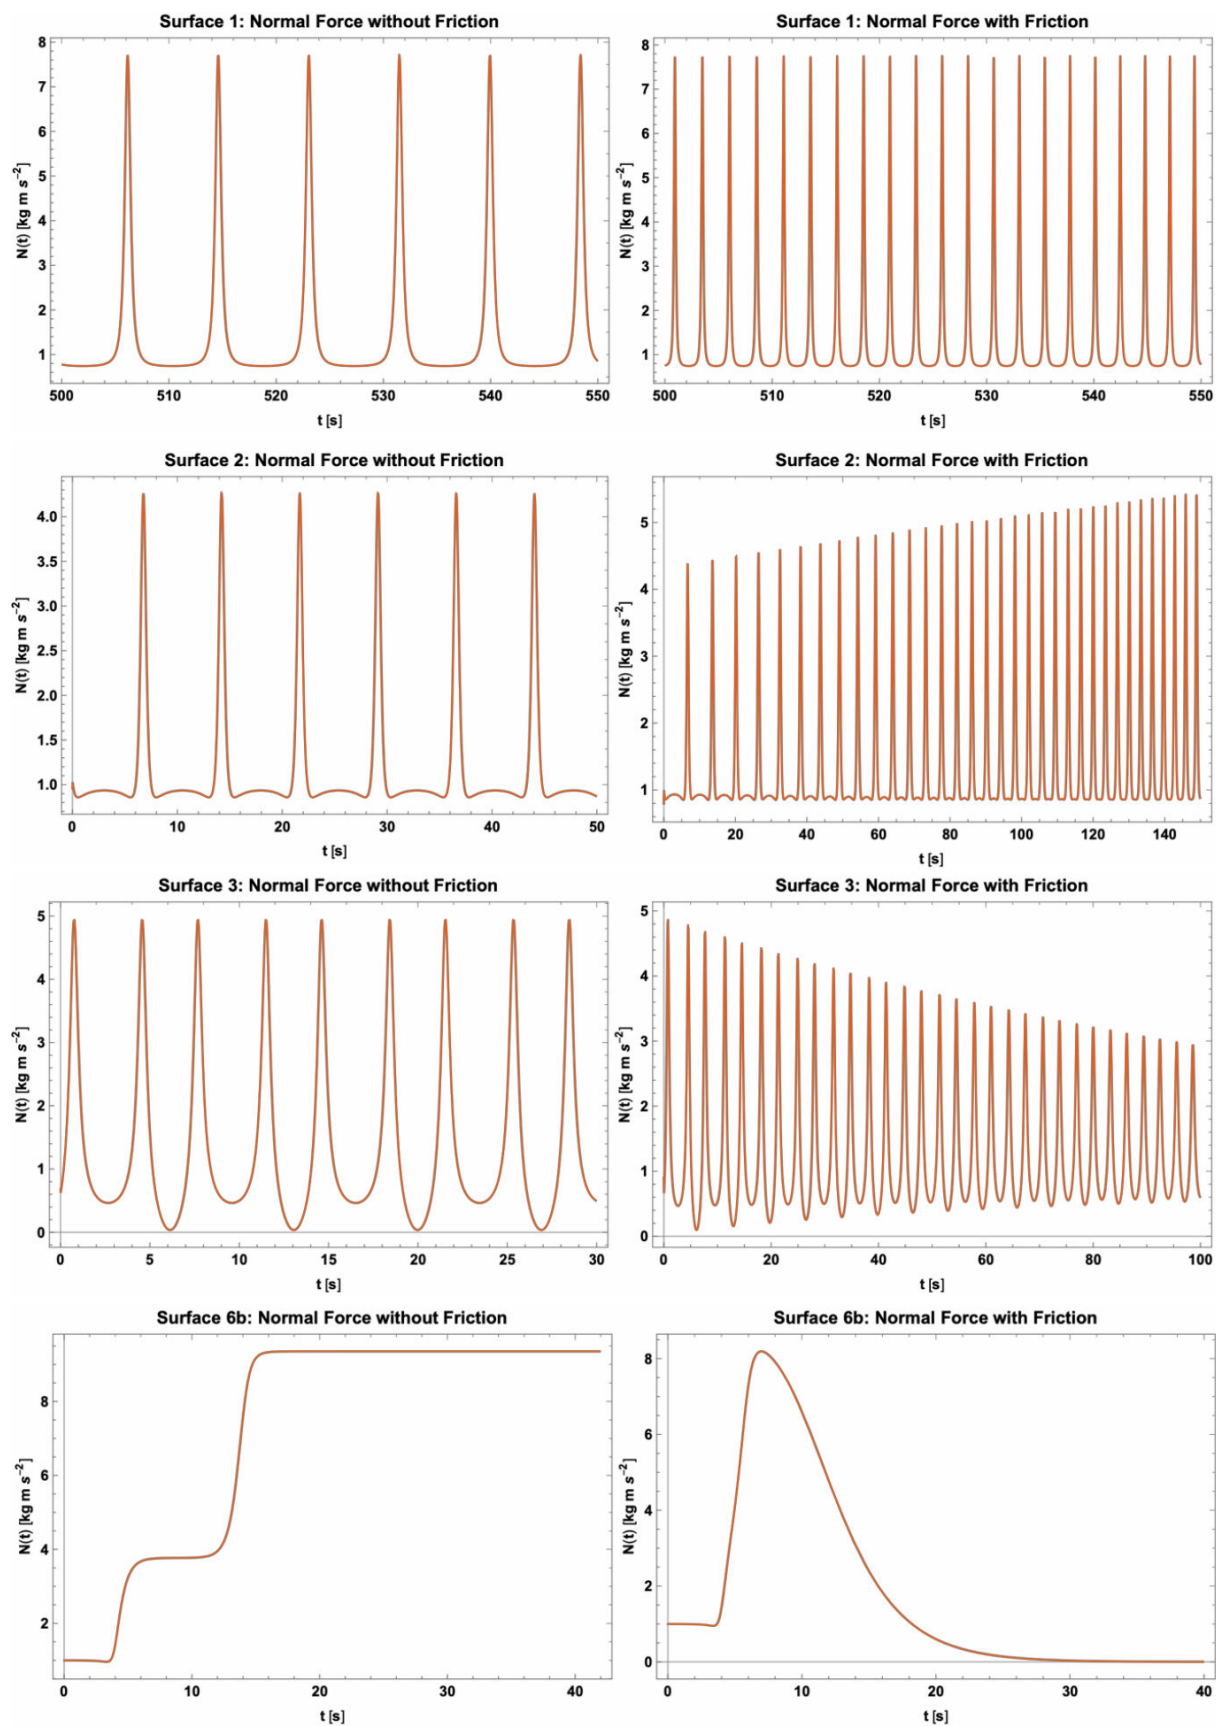 Surface 1: Normal Force without Friction
8
7
6
5
4
3
2
1
N(t) [kg m s⁻²]
500 510 520 530 540 550
t [s]
Surface 1: Normal Force with Friction
8
7
6
5
4
3
2
1
N(t) [kg m s⁻²]
500 510 520 530 540 550
t [s]
Surface 2: Normal Force without Friction
4.0
3.5
3.0
2.5
2.0
1.5
1.0
N(t) [kg m s⁻²]
0 10 20 30 40 50
t [s]
Surface 2: Normal Force with Friction
5
4
3
2
1
N(t) [kg m s⁻²]
0 20 40 60 80 100 120 140
t [s]
Surface 3: Normal Force without Friction
5
4
3
2
1
0
N(t) [kg m s⁻²]
0 5 10 15 20 25 30
t [s]
Surface 3: Normal Force with Friction
5
4
3
2
1
0
N(t) [kg m s⁻²]
0 20 40 60 80 100
t [s]
Surface 6b: Normal Force without Friction
8
6
4
2
N(t) [kg m s⁻²]
0 10 20 30 40
t [s]
Surface 6b: Normal Force with Friction
8
6
4
2
0
N(t) [kg m s⁻²]
0 10 20 30 40
t [s]